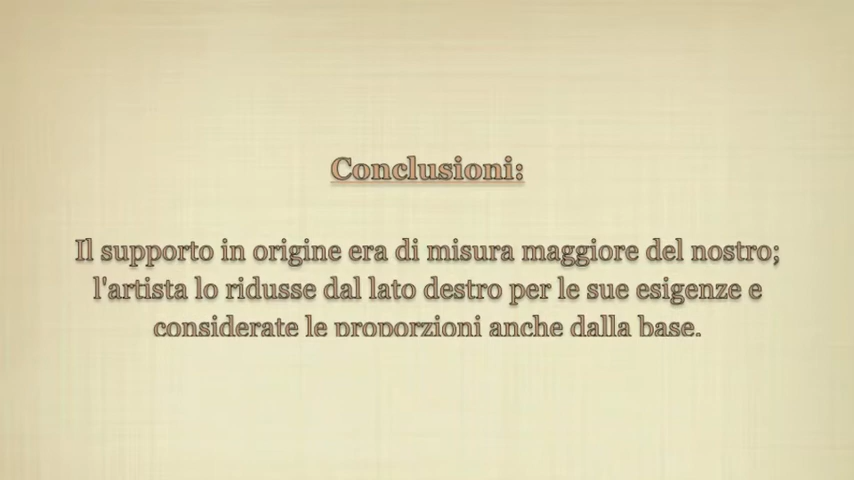 Conclusioni:
Il supporto in origine era di misura maggiore del nostro;
l'artista lo ridusse dal lato destro per le sue esigenze e
considerate le proporzioni anche dalla base.